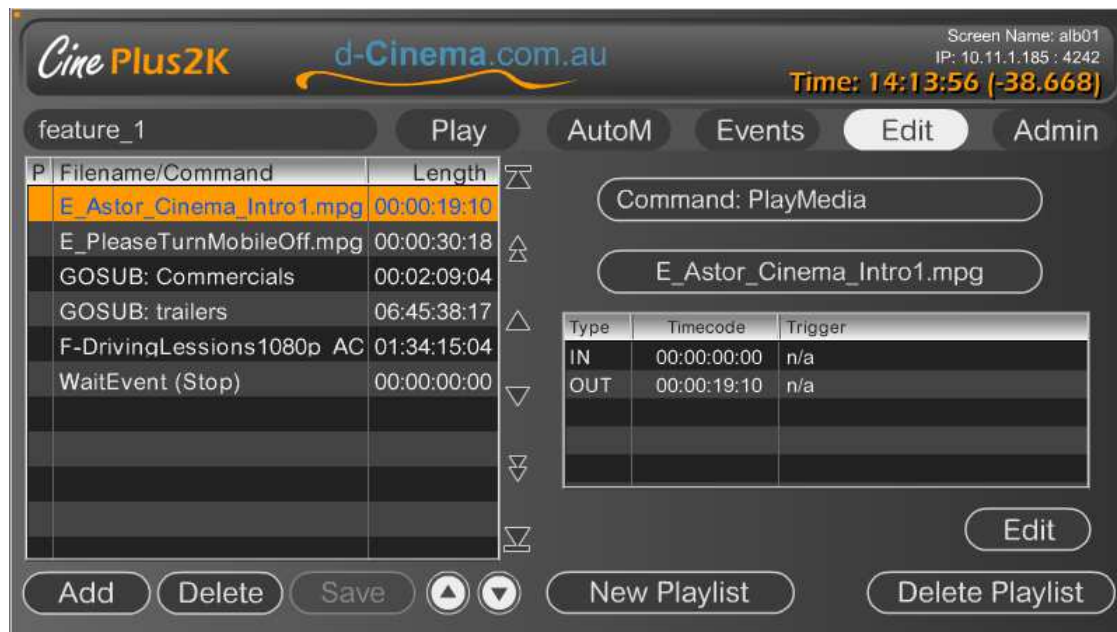 Cine Plus2K
d-Cinema.com.au
Screen Name: alb01
IP: 10.11.1.185 : 4242
Time: 14:13:56 (-38.668)
feature_1
Play
AutoM
Events
Edit
Admin
P Filename/Command Length
E_Astor_Cinema_Intro1.mpg 00:00:19:10
E_PleaseTurnMobileOff.mpg 00:00:30:18
GOSUB: Commercials 00:02:09:04
GOSUB: trailers 06:45:38:17
F-DrivingLessions1080p_AC 01:34:15:04
WaitEvent (Stop) 00:00:00:00
Command: PlayMedia
E_Astor_Cinema_Intro1.mpg
Type Timecode Trigger
IN 00:00:00:00 n/a
OUT 00:00:19:10 n/a
Edit
Add
Delete
Save
New Playlist
Delete Playlist